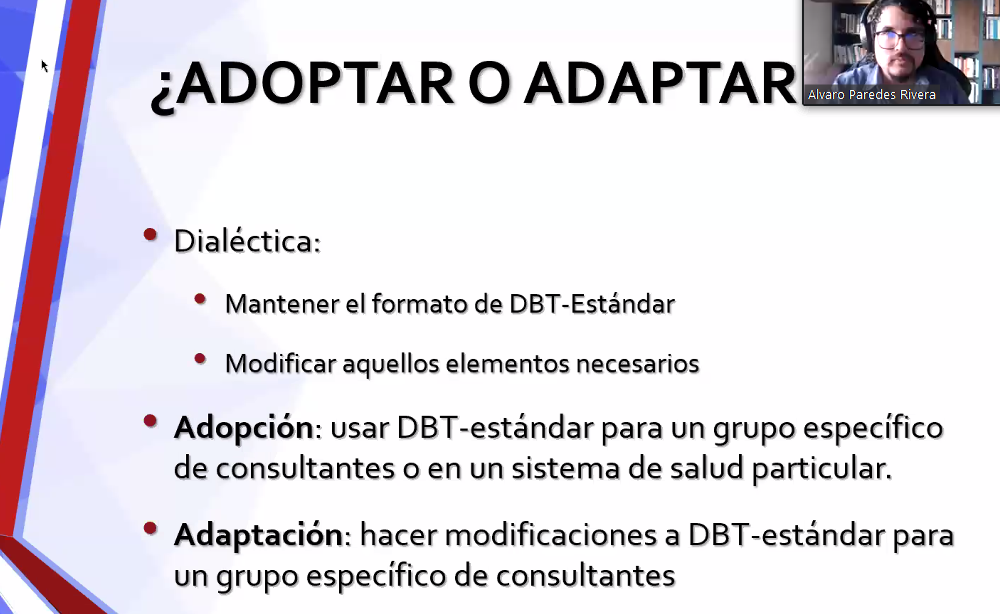 ¿ADOPTAR O ADAPTAR
Alvaro Paredes Rivera
Dialéctica:
Mantener el formato de DBT-Estándar
Modificar aquellos elementos necesarios
Adopción: usar DBT-estándar para un grupo específico
de consultantes o en un sistema de salud particular.
Adaptación: hacer modificaciones a DBT-estándar para
un grupo específico de consultantes